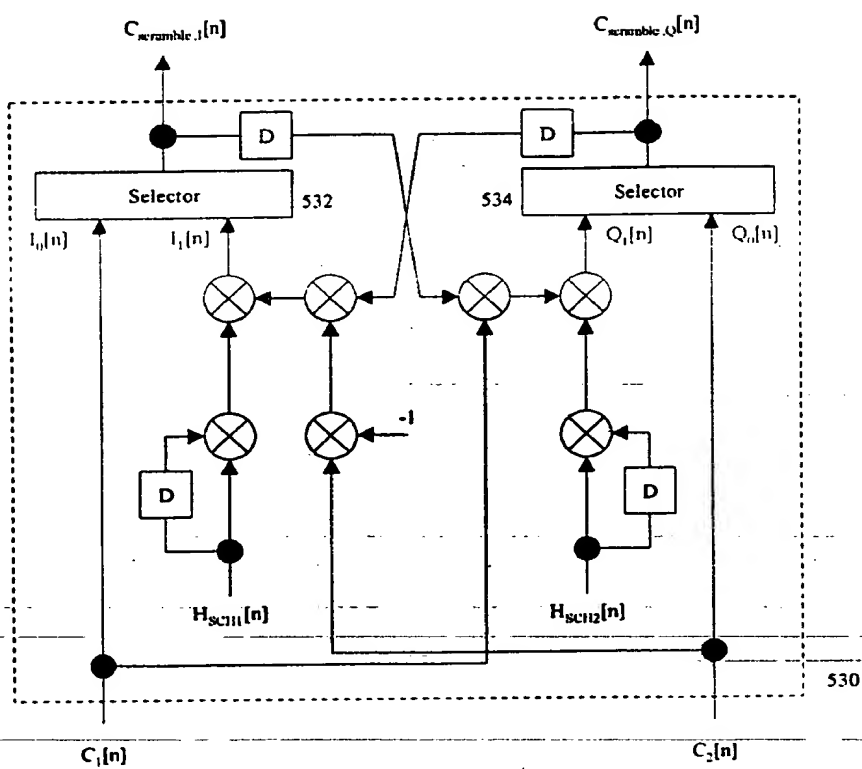 C_scramble,I[n]
C_scramble,Q[n]
D
D
Selector
532
534
Selector
I_0[n]
I_1[n]
Q_1[n]
Q_0[n]
-1
D
D
H_SCH1[n]
H_SCH2[n]
530
C_1[n]
C_2[n]